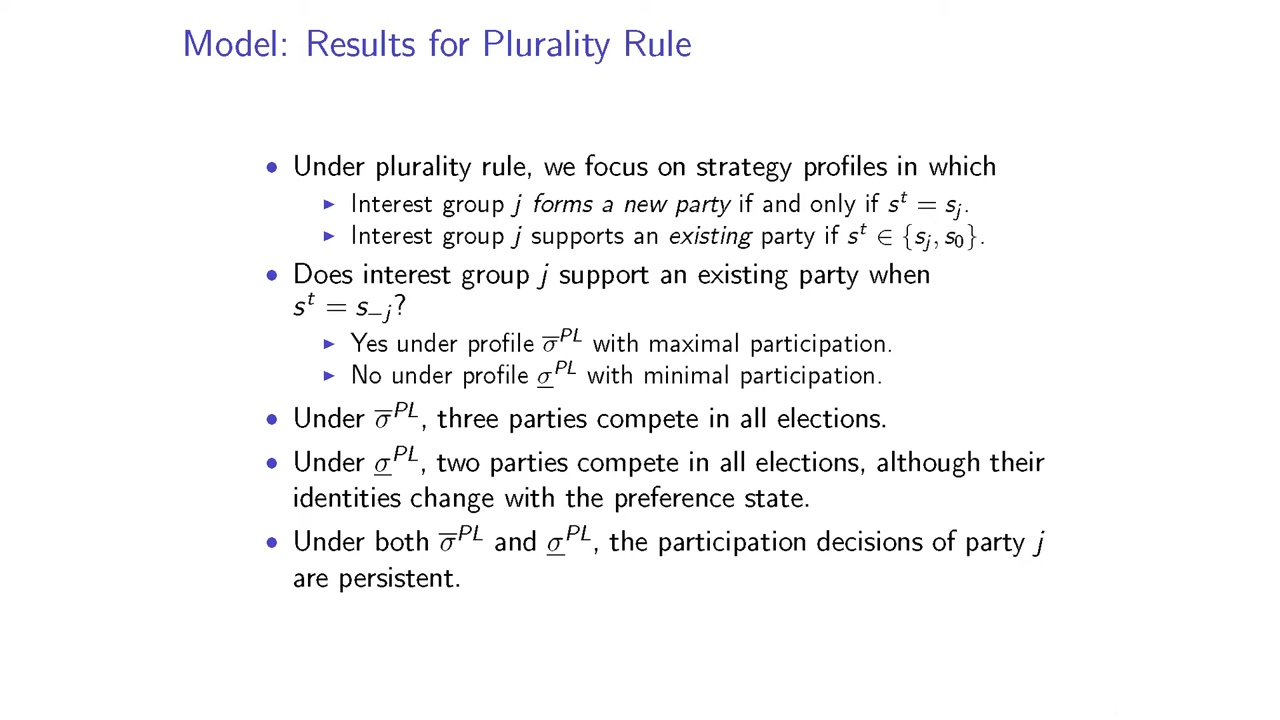 Model: Results for Plurality Rule
• Under plurality rule, we focus on strategy profiles in which
▶ Interest group j forms a new party if and only if sᵗ = sⱼ.
▶ Interest group j supports an existing party if sᵗ ∈ {sⱼ, s₀}.
• Does interest group j support an existing party when
sᵗ = s₋ⱼ?
▶ Yes under profile σ̅ᴾᴸ with maximal participation.
▶ No under profile σ̲ᴾᴸ with minimal participation.
• Under σ̅ᴾᴸ, three parties compete in all elections.
• Under σ̲ᴾᴸ, two parties compete in all elections, although their
identities change with the preference state.
• Under both σ̅ᴾᴸ and σ̲ᴾᴸ, the participation decisions of party j
are persistent.